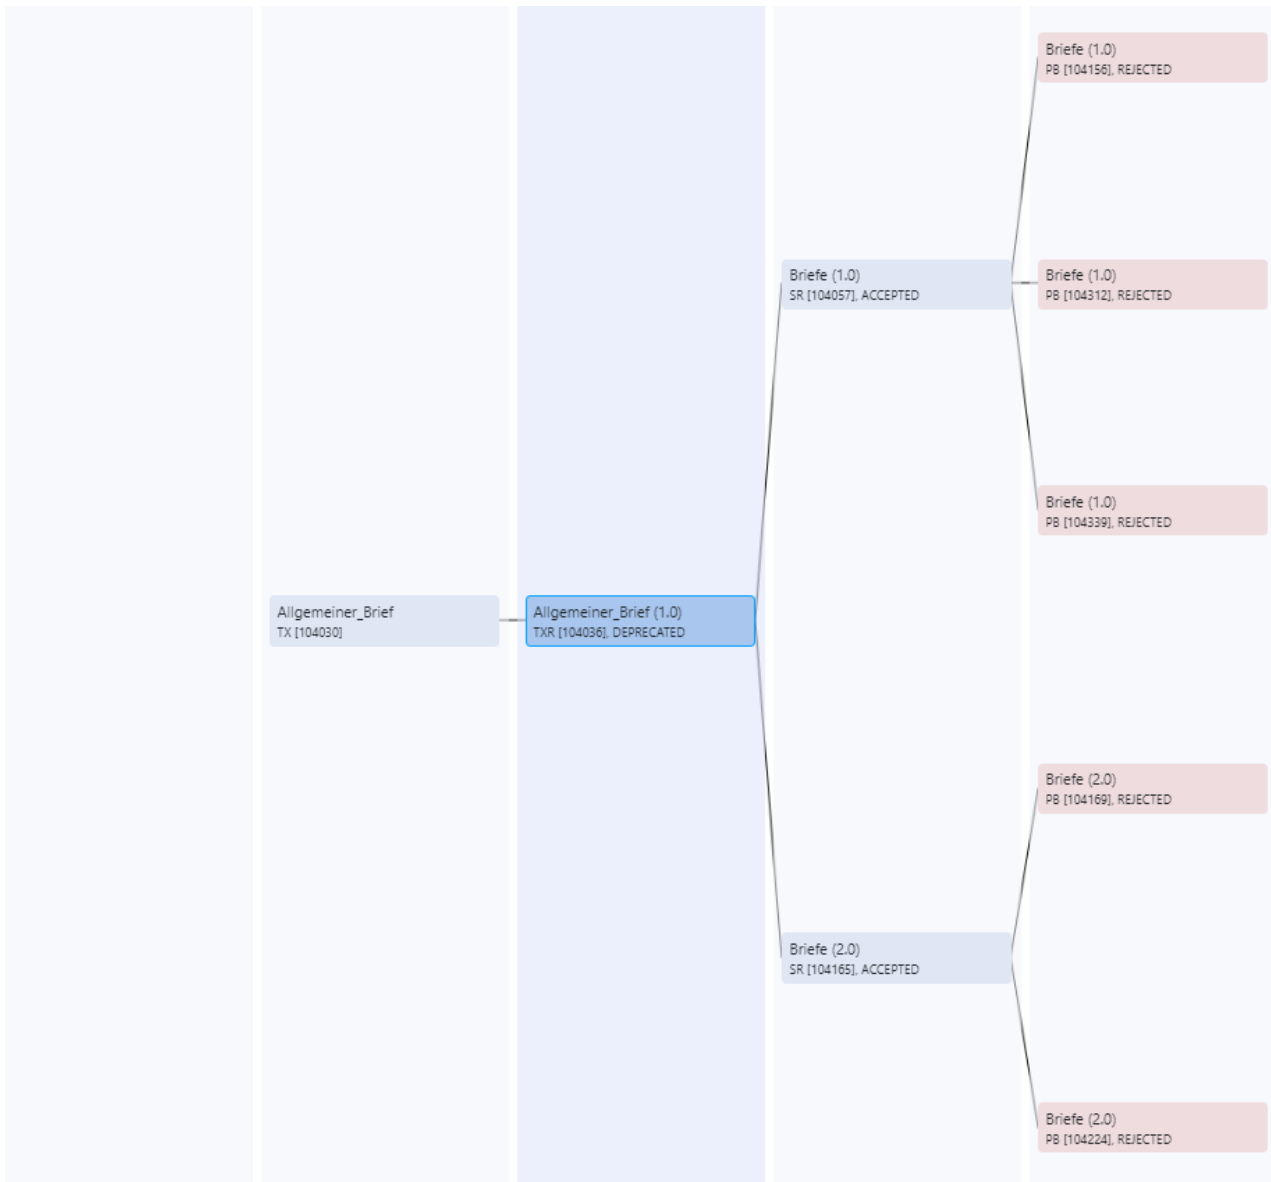 Briefe (1.0)
PB [104156], REJECTED
Briefe (1.0)
SR [104057], ACCEPTED
Briefe (1.0)
PB [104312], REJECTED
Briefe (1.0)
PB [104339], REJECTED
Allgemeiner_Brief
TX [104030]
Allgemeiner_Brief (1.0)
TXR [104036], DEPRECATED
Briefe (2.0)
PB [104169], REJECTED
Briefe (2.0)
SR [104165], ACCEPTED
Briefe (2.0)
PB [104224], REJECTED